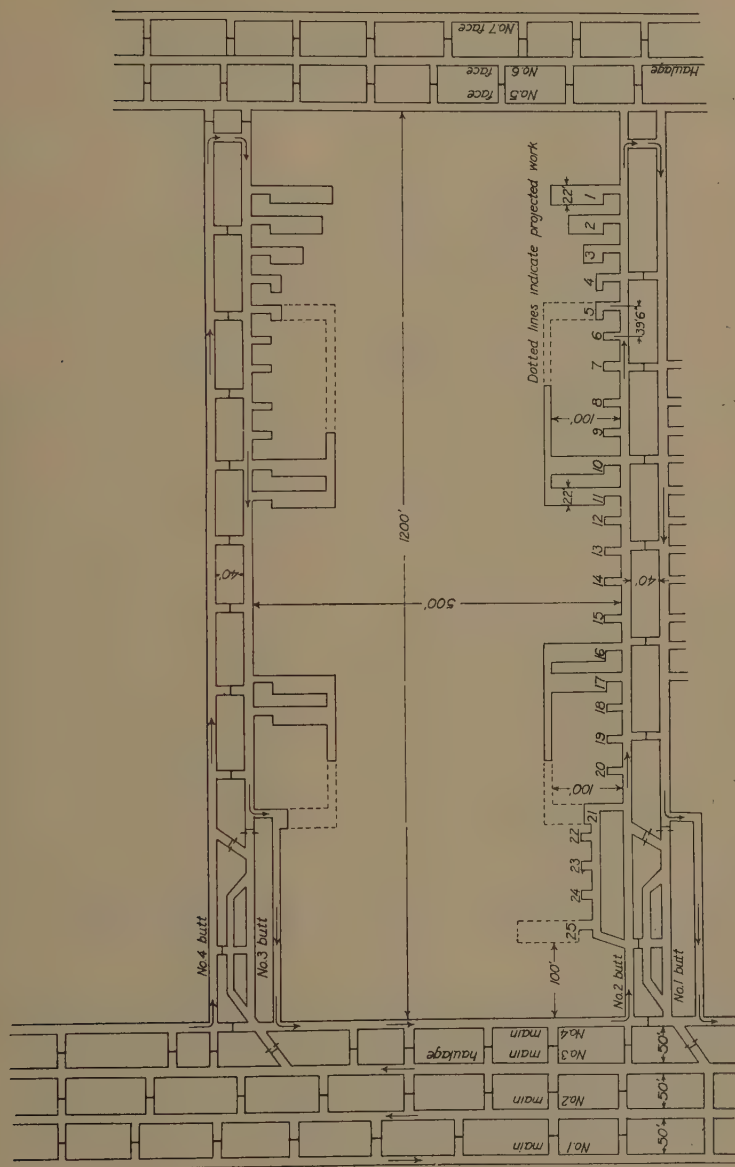 No.7 face
No.6
face
No.5
face
Haulage
Dotted lines indicate projected work
22'
1
2
3
4
5
6
39'6"
7
8
100'
9
10
22'
11
12
13
14
15
16
17
18
19
20
100'
21
22
23
24
25
100'
1200'
500'
40'
40'
No.4 butt
No.3 butt
No.2 butt
No.1 butt
No.4
main
No.3
main
haulage
No.2
main
No.1
main
50'
50'
50'